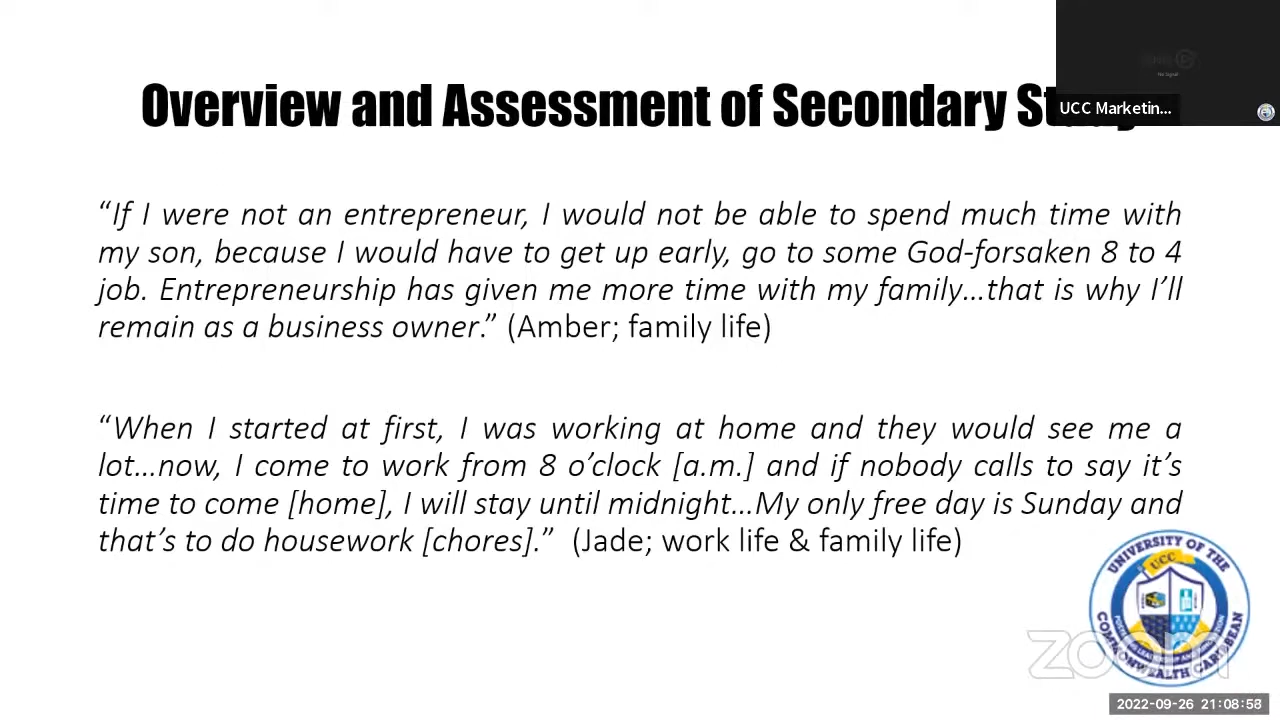 Overview and Assessment of Secondary
UCC Marketin...
“If I were not an entrepreneur, I would not be able to spend much time with
my son, because I would have to get up early, go to some God-forsaken 8 to 4
job. Entrepreneurship has given me more time with my family…that is why I’ll
remain as a business owner.” (Amber; family life)
“When I started at first, I was working at home and they would see me a
lot…now, I come to work from 8 o’clock [a.m.] and if nobody calls to say it’s
time to come [home], I will stay until midnight…My only free day is Sunday and
that’s to do housework [chores].” (Jade; work life & family life)
UNIVERSITY OF THE
UCC
COMMONWEALTH CARIBBEAN
zoom
2022-09-26 21:08:58